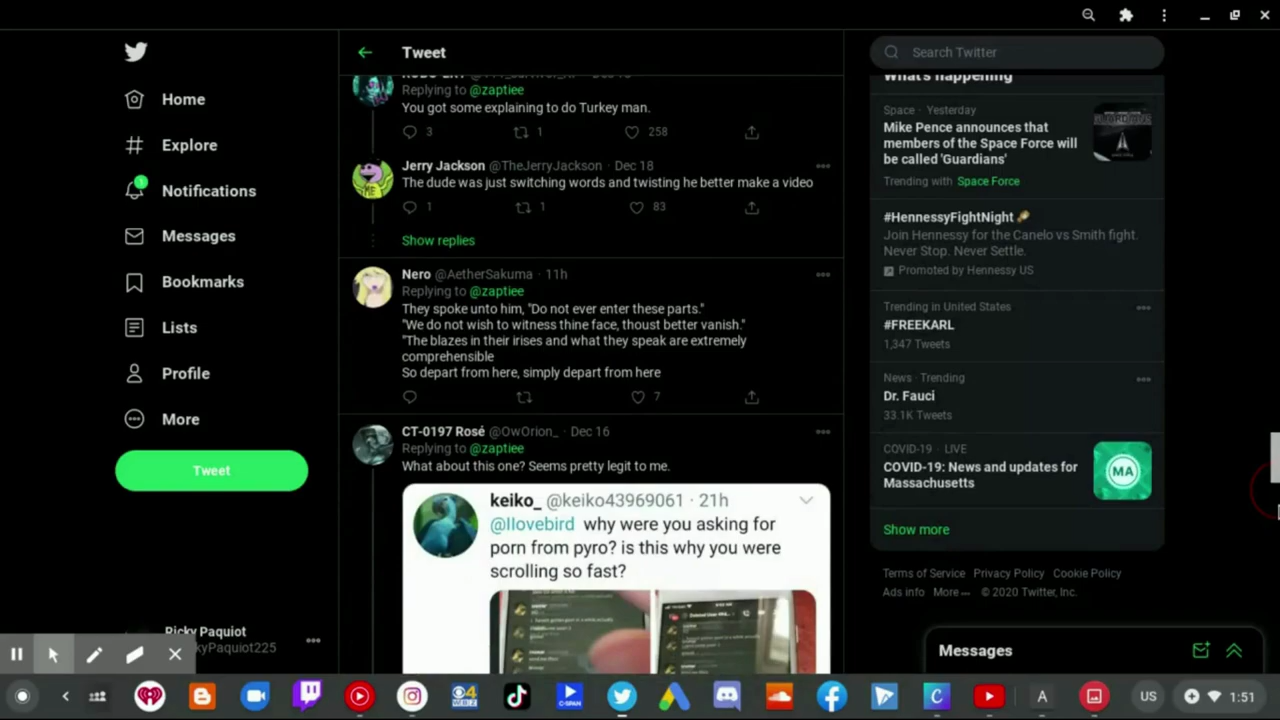 Home
Explore
1
Notifications
Messages
Bookmarks
Lists
Profile
More
Tweet
Ricky Paquiot
kyPaquiot225
Tweet
Replying to @zaptiee
You got some explaining to do Turkey man.
3 1 258
Jerry Jackson @TheJerryJackson · Dec 18
The dude was just switching words and twisting he better make a video
1 1 83
Show replies
Nero @AetherSakuma · 11h
Replying to @zaptiee
They spoke unto him, "Do not ever enter these parts."
"We do not wish to witness thine face, thoust better vanish."
"The blazes in their irises and what they speak are extremely
comprehensible
So depart from here, simply depart from here
7
CT-0197 Rosé @OwOrion_ · Dec 16
Replying to @zaptiee
What about this one? Seems pretty legit to me.
keiko_ @keiko43969061 · 21h
@Ilovebird why were you asking for
porn from pyro? is this why you were
scrolling so fast?
Search Twitter
What's happening
Space · Yesterday
Mike Pence announces that
members of the Space Force will
be called 'Guardians'
Trending with Space Force
#HennessyFightNight
Join Hennessy for the Canelo vs Smith fight.
Never Stop. Never Settle.
Promoted by Hennessy US
Trending in United States
#FREEKARL
1,347 Tweets
News · Trending
Dr. Fauci
33.1K Tweets
COVID-19 · LIVE
COVID-19: News and updates for
Massachusetts
MA
Show more
Terms of Service Privacy Policy Cookie Policy
Ads info More ··· © 2020 Twitter, Inc.
Messages
US 1:51